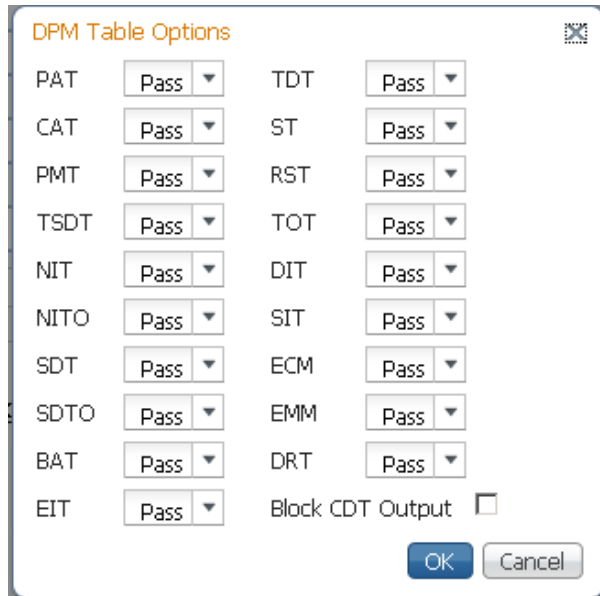 DPM Table Options
PAT Pass TDT Pass
CAT Pass ST Pass
PMT Pass RST Pass
TSDT Pass TOT Pass
NIT Pass DIT Pass
NITO Pass SIT Pass
SDT Pass ECM Pass
SDTO Pass EMM Pass
BAT Pass DRT Pass
EIT Pass Block CDT Output
OK Cancel